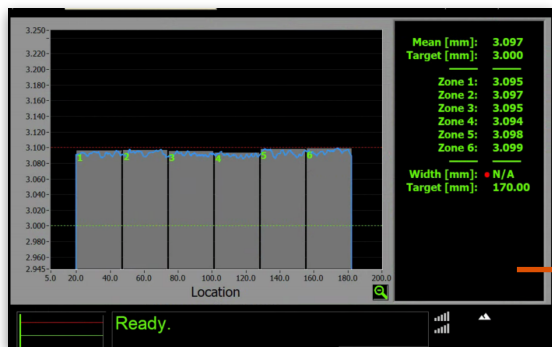 3.250
3.220
3.200
3.180
3.160
3.140
3.120
3.100
3.080
3.060
3.040
3.020
3.000
2.980
2.960
2.945
1 2 3 4 5 6
5.0 20.0 40.0 60.0 80.0 100.0 120.0 140.0 160.0 180.0 200.0
Location
Mean [mm]: 3.097
Target [mm]: 3.000
Zone 1: 3.095
Zone 2: 3.097
Zone 3: 3.095
Zone 4: 3.094
Zone 5: 3.098
Zone 6: 3.099
Width [mm]: N/A
Target [mm]: 170.00
Ready.